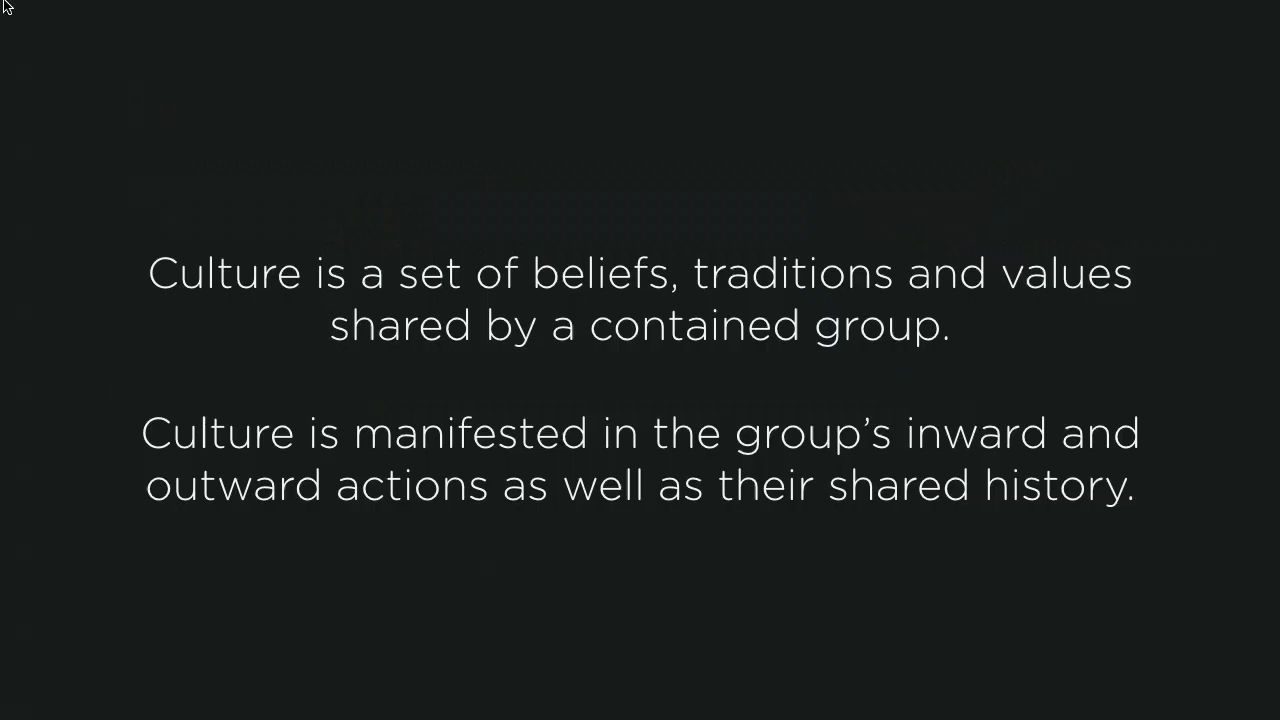 Culture is a set of beliefs, traditions and values
shared by a contained group.
Culture is manifested in the group’s inward and
outward actions as well as their shared history.